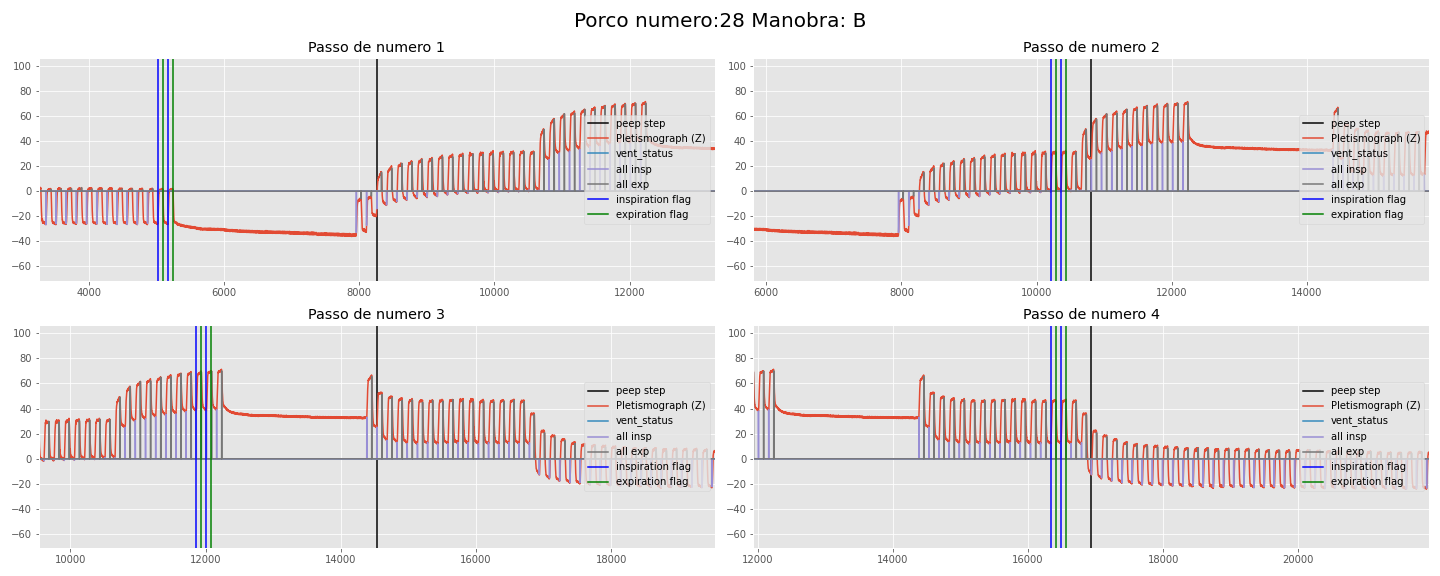 Porco numero:28 Manobra: B
Passo de numero 1
100
80
60
40
20
0
−20
−40
−60
4000 6000 8000 10000 12000
peep step
Pletismograph (Z)
vent_status
all insp
all exp
inspiration flag
expiration flag
Passo de numero 2
100
80
60
40
20
0
−20
−40
−60
6000 8000 10000 12000 14000
peep step
Pletismograph (Z)
vent_status
all insp
all exp
inspiration flag
expiration flag
Passo de numero 3
100
80
60
40
20
0
−20
−40
−60
10000 12000 14000 16000 18000
peep step
Pletismograph (Z)
vent_status
all insp
all exp
inspiration flag
expiration flag
Passo de numero 4
100
80
60
40
20
0
−20
−40
−60
12000 14000 16000 18000 20000
peep step
Pletismograph (Z)
vent_status
all insp
all exp
inspiration flag
expiration flag